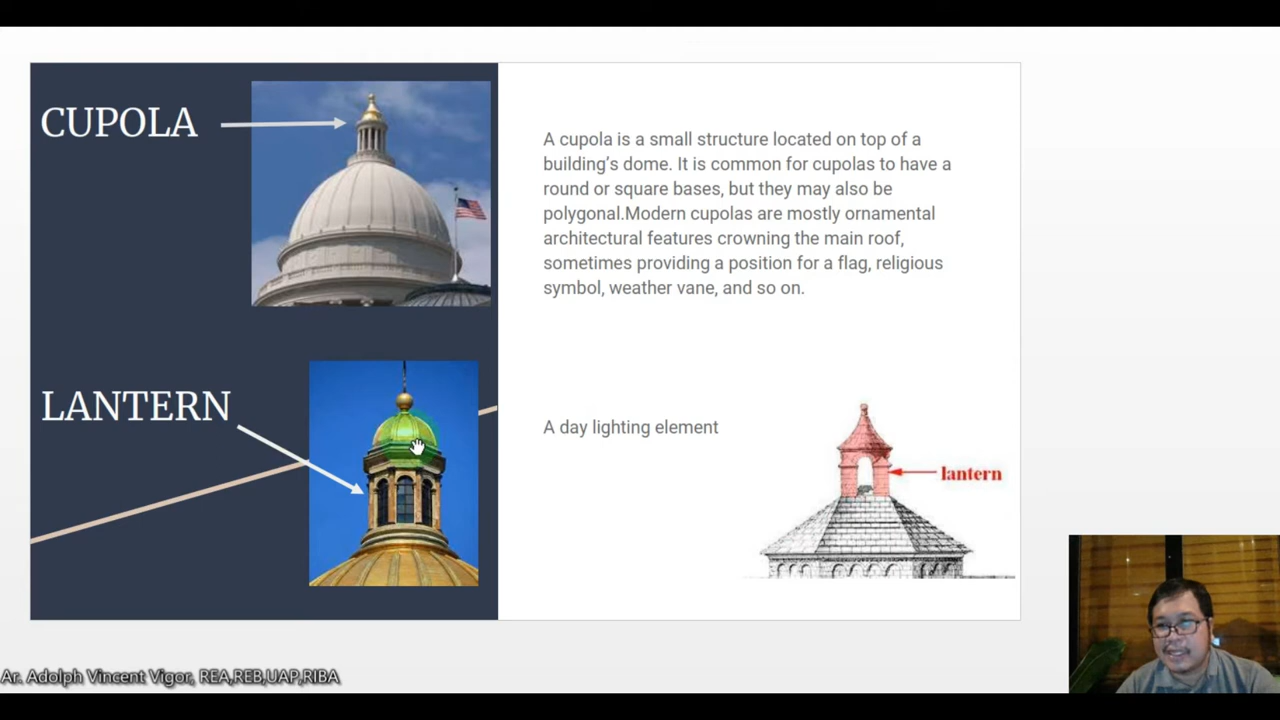 CUPOLA
A cupola is a small structure located on top of a
building’s dome. It is common for cupolas to have a
round or square bases, but they may also be
polygonal.Modern cupolas are mostly ornamental
architectural features crowning the main roof,
sometimes providing a position for a flag, religious
symbol, weather vane, and so on.
LANTERN
A day lighting element
lantern
Ar. Adolph Vincent Vigor, REA,REB,UAP,RIBA